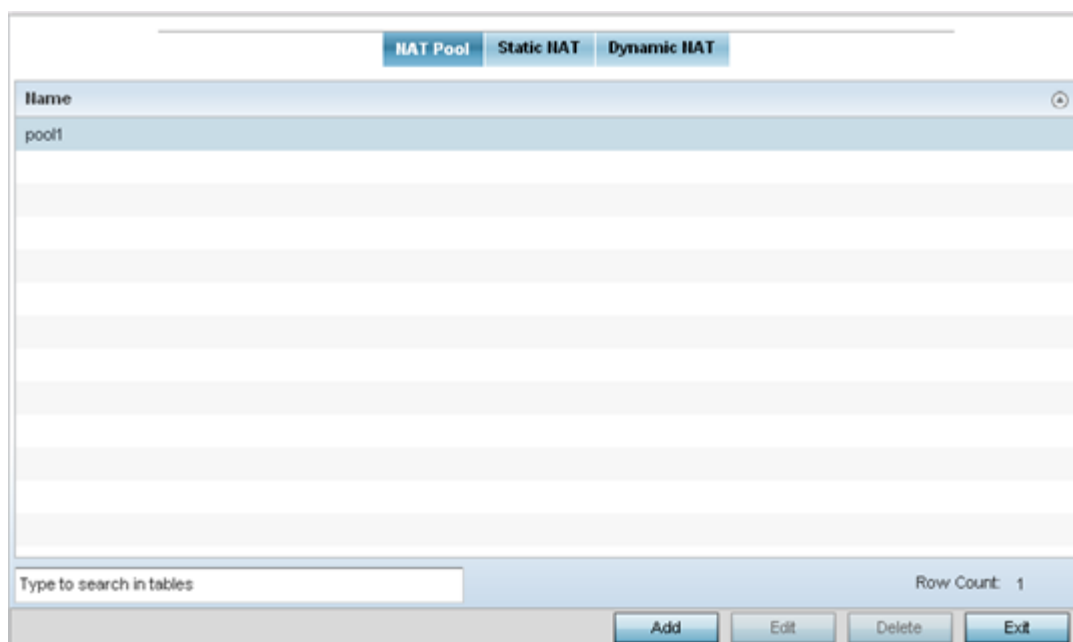 NAT Pool Static NAT Dynamic NAT
Name
pool1
Type to search in tables Row Count: 1
Add Edit Delete Exit